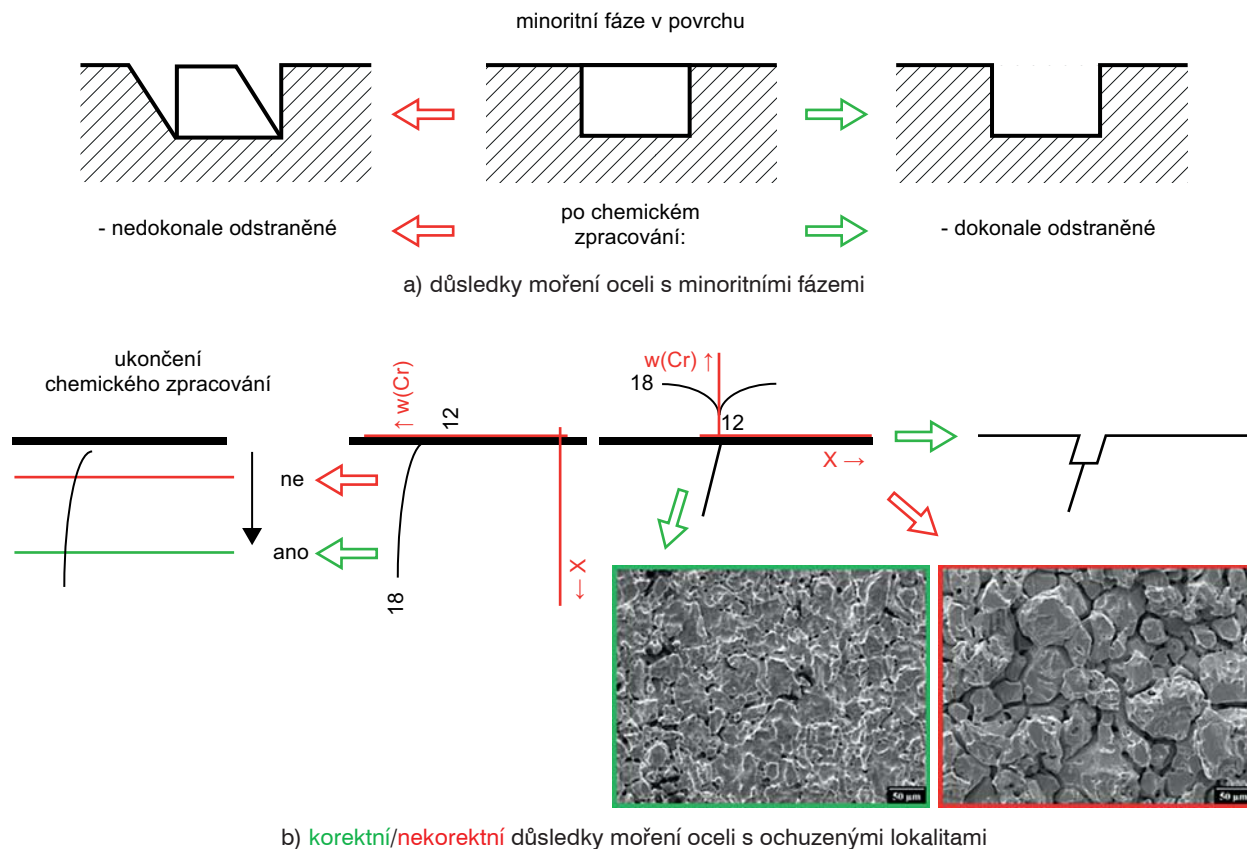 minoritní fáze v povrchu
- nedokonale odstraněné
po chemickém
zpracování:
- dokonale odstraněné
a) důsledky moření oceli s minoritními fázemi
ukončení
chemického zpracování
ne
ano
↑ w(Cr)
12
18
X →
w(Cr) ↑
18
12
X →
50 µm
50 µm
b) korektní/nekorektní důsledky moření oceli s ochuzenými lokalitami